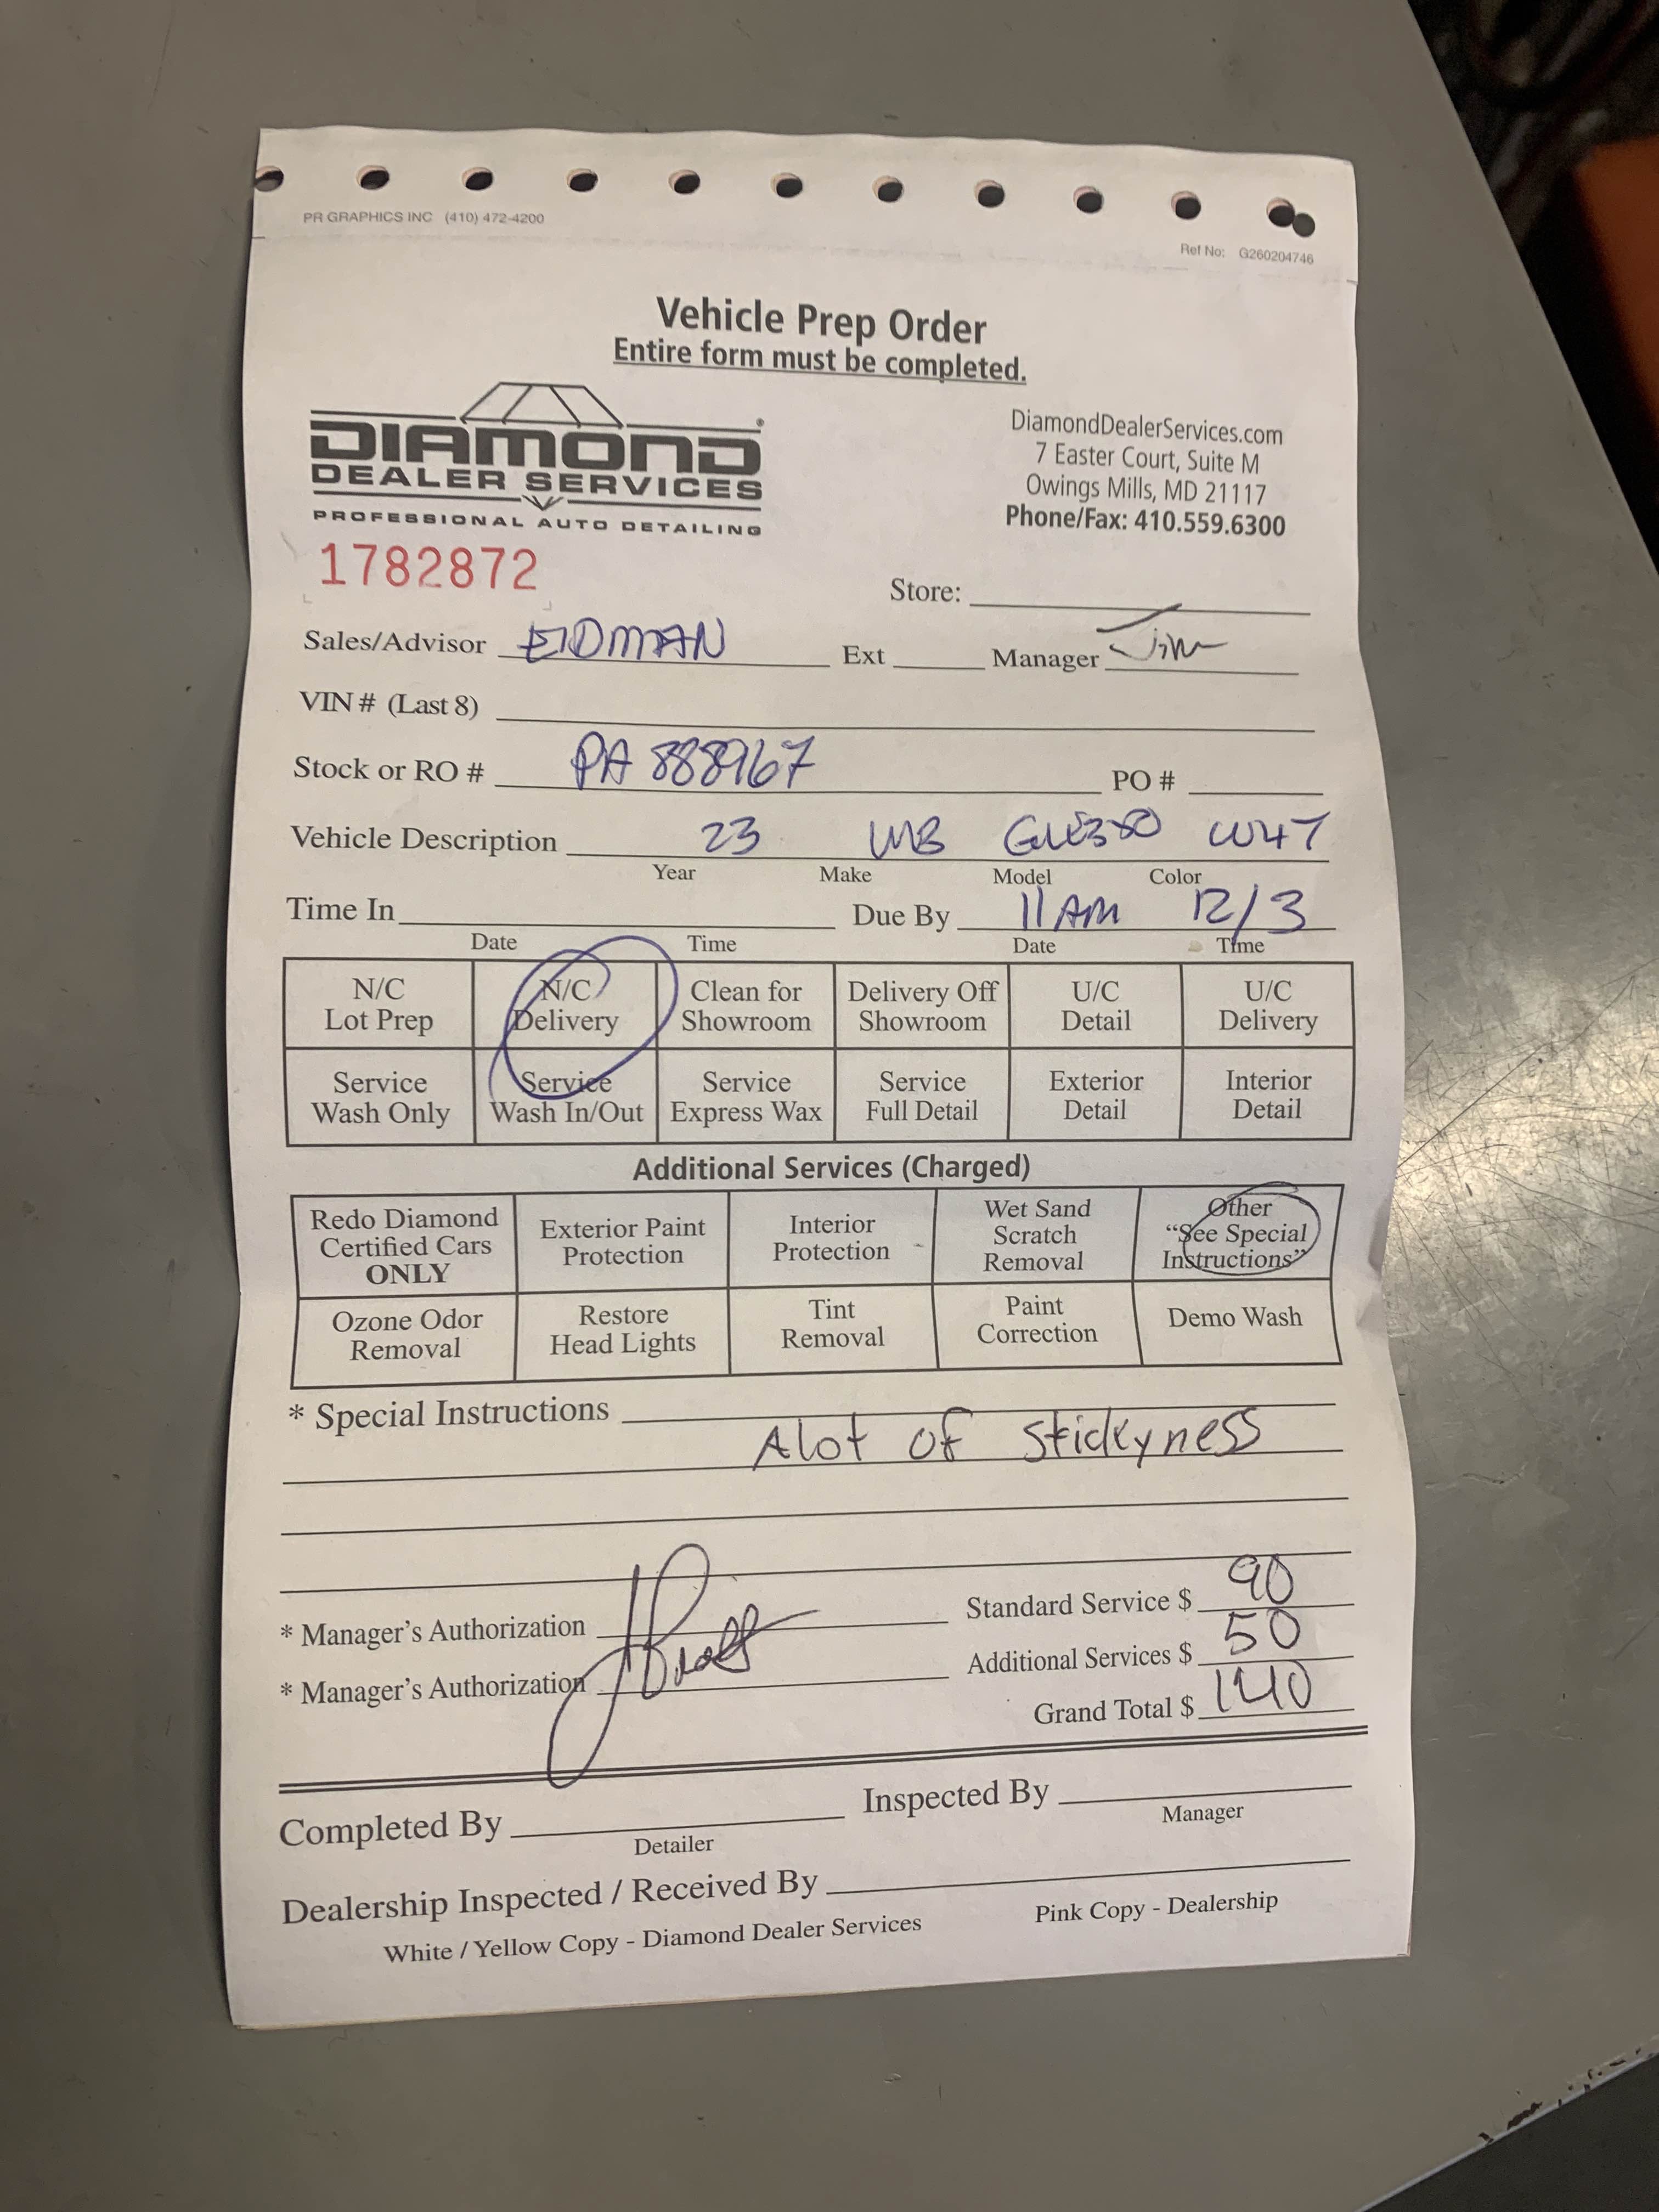 PR GRAPHICS INC (410) 472-4200
Ref No: G260204746
Vehicle Prep Order
Entire form must be completed.
DIAMOND®
DEALER SERVICES
PROFESSIONAL AUTO DETAILING
DiamondDealerServices.com
7 Easter Court, Suite M
Owings Mills, MD 21117
Phone/Fax: 410.559.6300
1782872
Store:
Sales/Advisor EIDMAN Ext Manager Jim
VIN # (Last 8)
Stock or RO # PA 888967 PO #
Vehicle Description 23 MB GLE350 WHT
Year Make Model Color
Time In Due By 11 AM 12/3
Date Time Date Time
N/C Lot Prep
N/C Delivery
Clean for Showroom
Delivery Off Showroom
U/C Detail
U/C Delivery
Service Wash Only
Service Wash In/Out
Service Express Wax
Service Full Detail
Exterior Detail
Interior Detail
Additional Services (Charged)
Redo Diamond Certified Cars ONLY
Exterior Paint Protection
Interior Protection
Wet Sand Scratch Removal
Other "See Special Instructions"
Ozone Odor Removal
Restore Head Lights
Tint Removal
Paint Correction
Demo Wash
* Special Instructions
Alot of stickyness
* Manager's Authorization
Standard Service $ 90
* Manager's Authorization
Additional Services $ 50
Grand Total $ 140
Completed By
Detailer
Inspected By
Manager
Dealership Inspected / Received By
White / Yellow Copy - Diamond Dealer Services
Pink Copy - Dealership